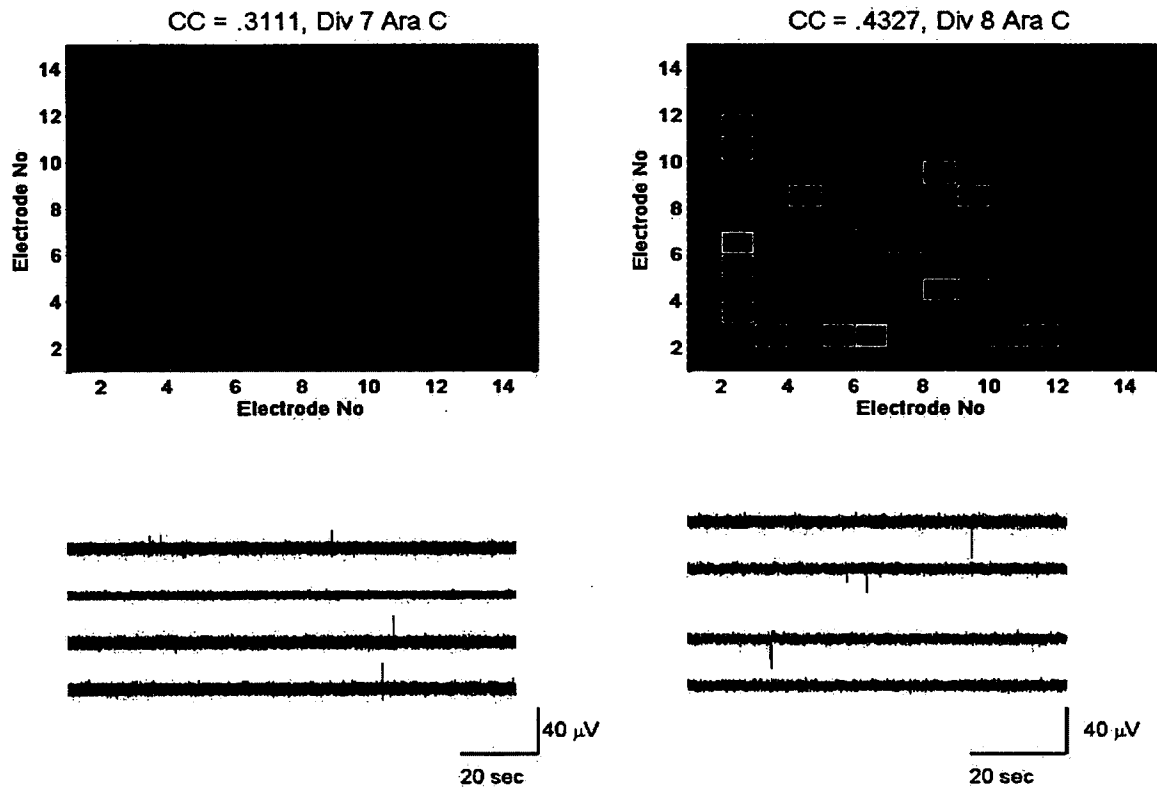 CC = .3111, Div 7 Ara C
14
12
10
8
6
4
2
Electrode No
2 4 6 8 10 12 14
Electrode No
CC = .4327, Div 8 Ara C
14
12
10
8
6
4
2
Electrode No
2 4 6 8 10 12 14
Electrode No
40 μV
20 sec
40 μV
20 sec